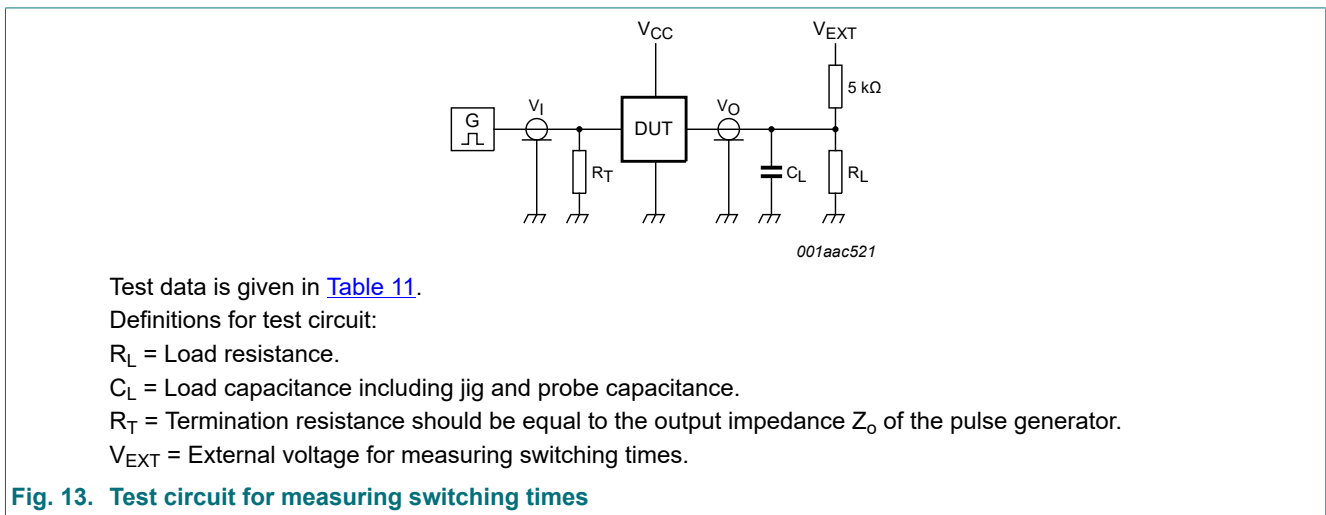 VCC
VEXT
5 kΩ
G
VI
DUT
VO
RT
CL
RL
001aac521
Test data is given in Table 11.
Definitions for test circuit:
RL = Load resistance.
CL = Load capacitance including jig and probe capacitance.
RT = Termination resistance should be equal to the output impedance Zo of the pulse generator.
VEXT = External voltage for measuring switching times.
Fig. 13. Test circuit for measuring switching times